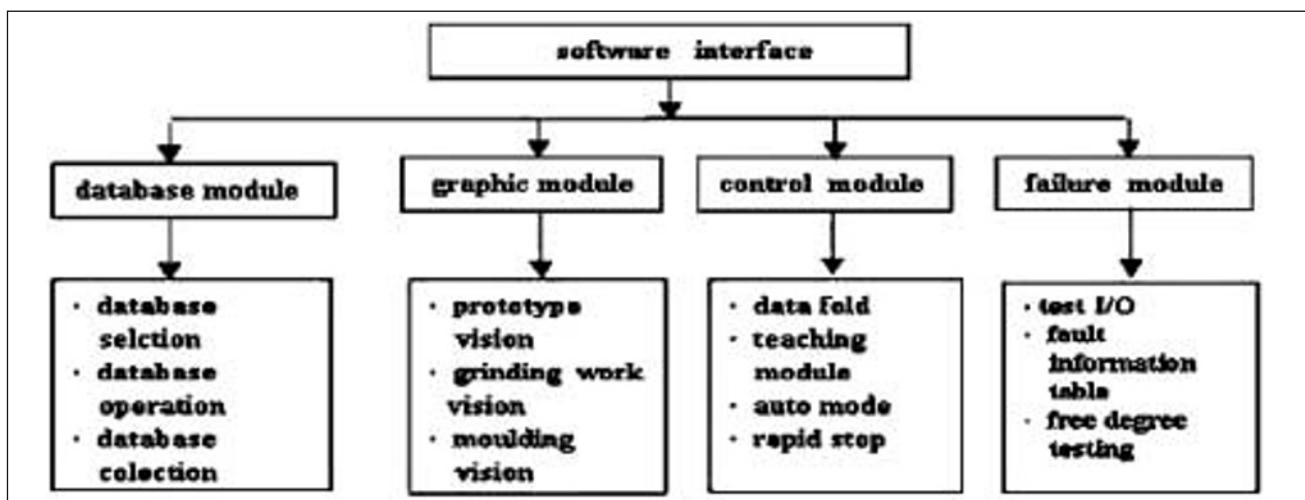 software interface
database module
graphic module
control module
failure module
· database
selction
· database
operation
· database
colection
· prototype
vision
· grinding work
vision
· moulding
vision
· data fold
· teaching
module
· auto mode
· rapid stop
· test I/O
· fault
information
table
· free degree
testing